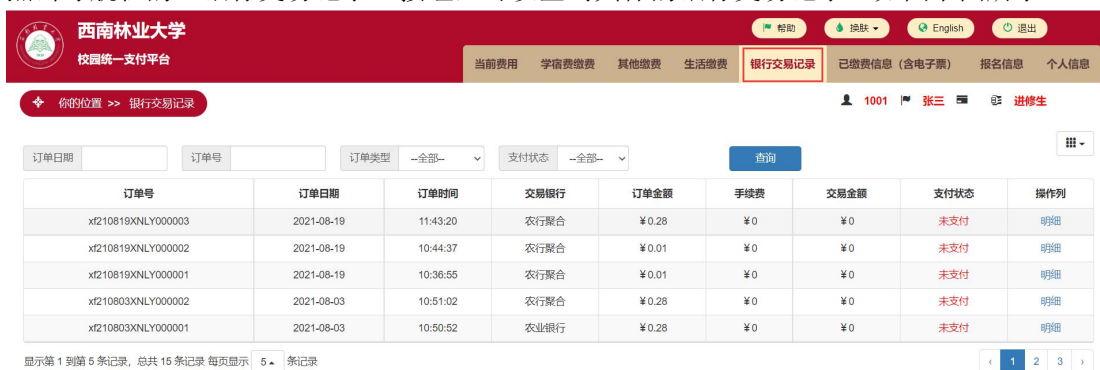 西南林业大学
校园统一支付平台
帮助 换肤 English 退出
当前费用 学宿费缴费 其他缴费 生活缴费 银行交易记录 已缴费信息（含电子票） 报名信息 个人信息
你的位置 >> 银行交易记录
1001 张三 进修生
订单日期 订单号 订单类型 --全部-- 支付状态 --全部-- 查询
订单号 订单日期 订单时间 交易银行 订单金额 手续费 交易金额 支付状态 操作列
xf210819XNLY000003 2021-08-19 11:43:20 农行聚合 ¥0.28 ¥0 ¥0 未支付 明细
xf210819XNLY000002 2021-08-19 10:44:37 农行聚合 ¥0.01 ¥0 ¥0 未支付 明细
xf210819XNLY000001 2021-08-19 10:36:55 农行聚合 ¥0.01 ¥0 ¥0 未支付 明细
xf210803XNLY000002 2021-08-03 10:51:02 农行聚合 ¥0.28 ¥0 ¥0 未支付 明细
xf210803XNLY000001 2021-08-03 10:50:52 农业银行 ¥0.28 ¥0 ¥0 未支付 明细
显示第 1 到第 5 条记录，总共 15 条记录 每页显示 5 条记录 ‹ 1 2 3 ›